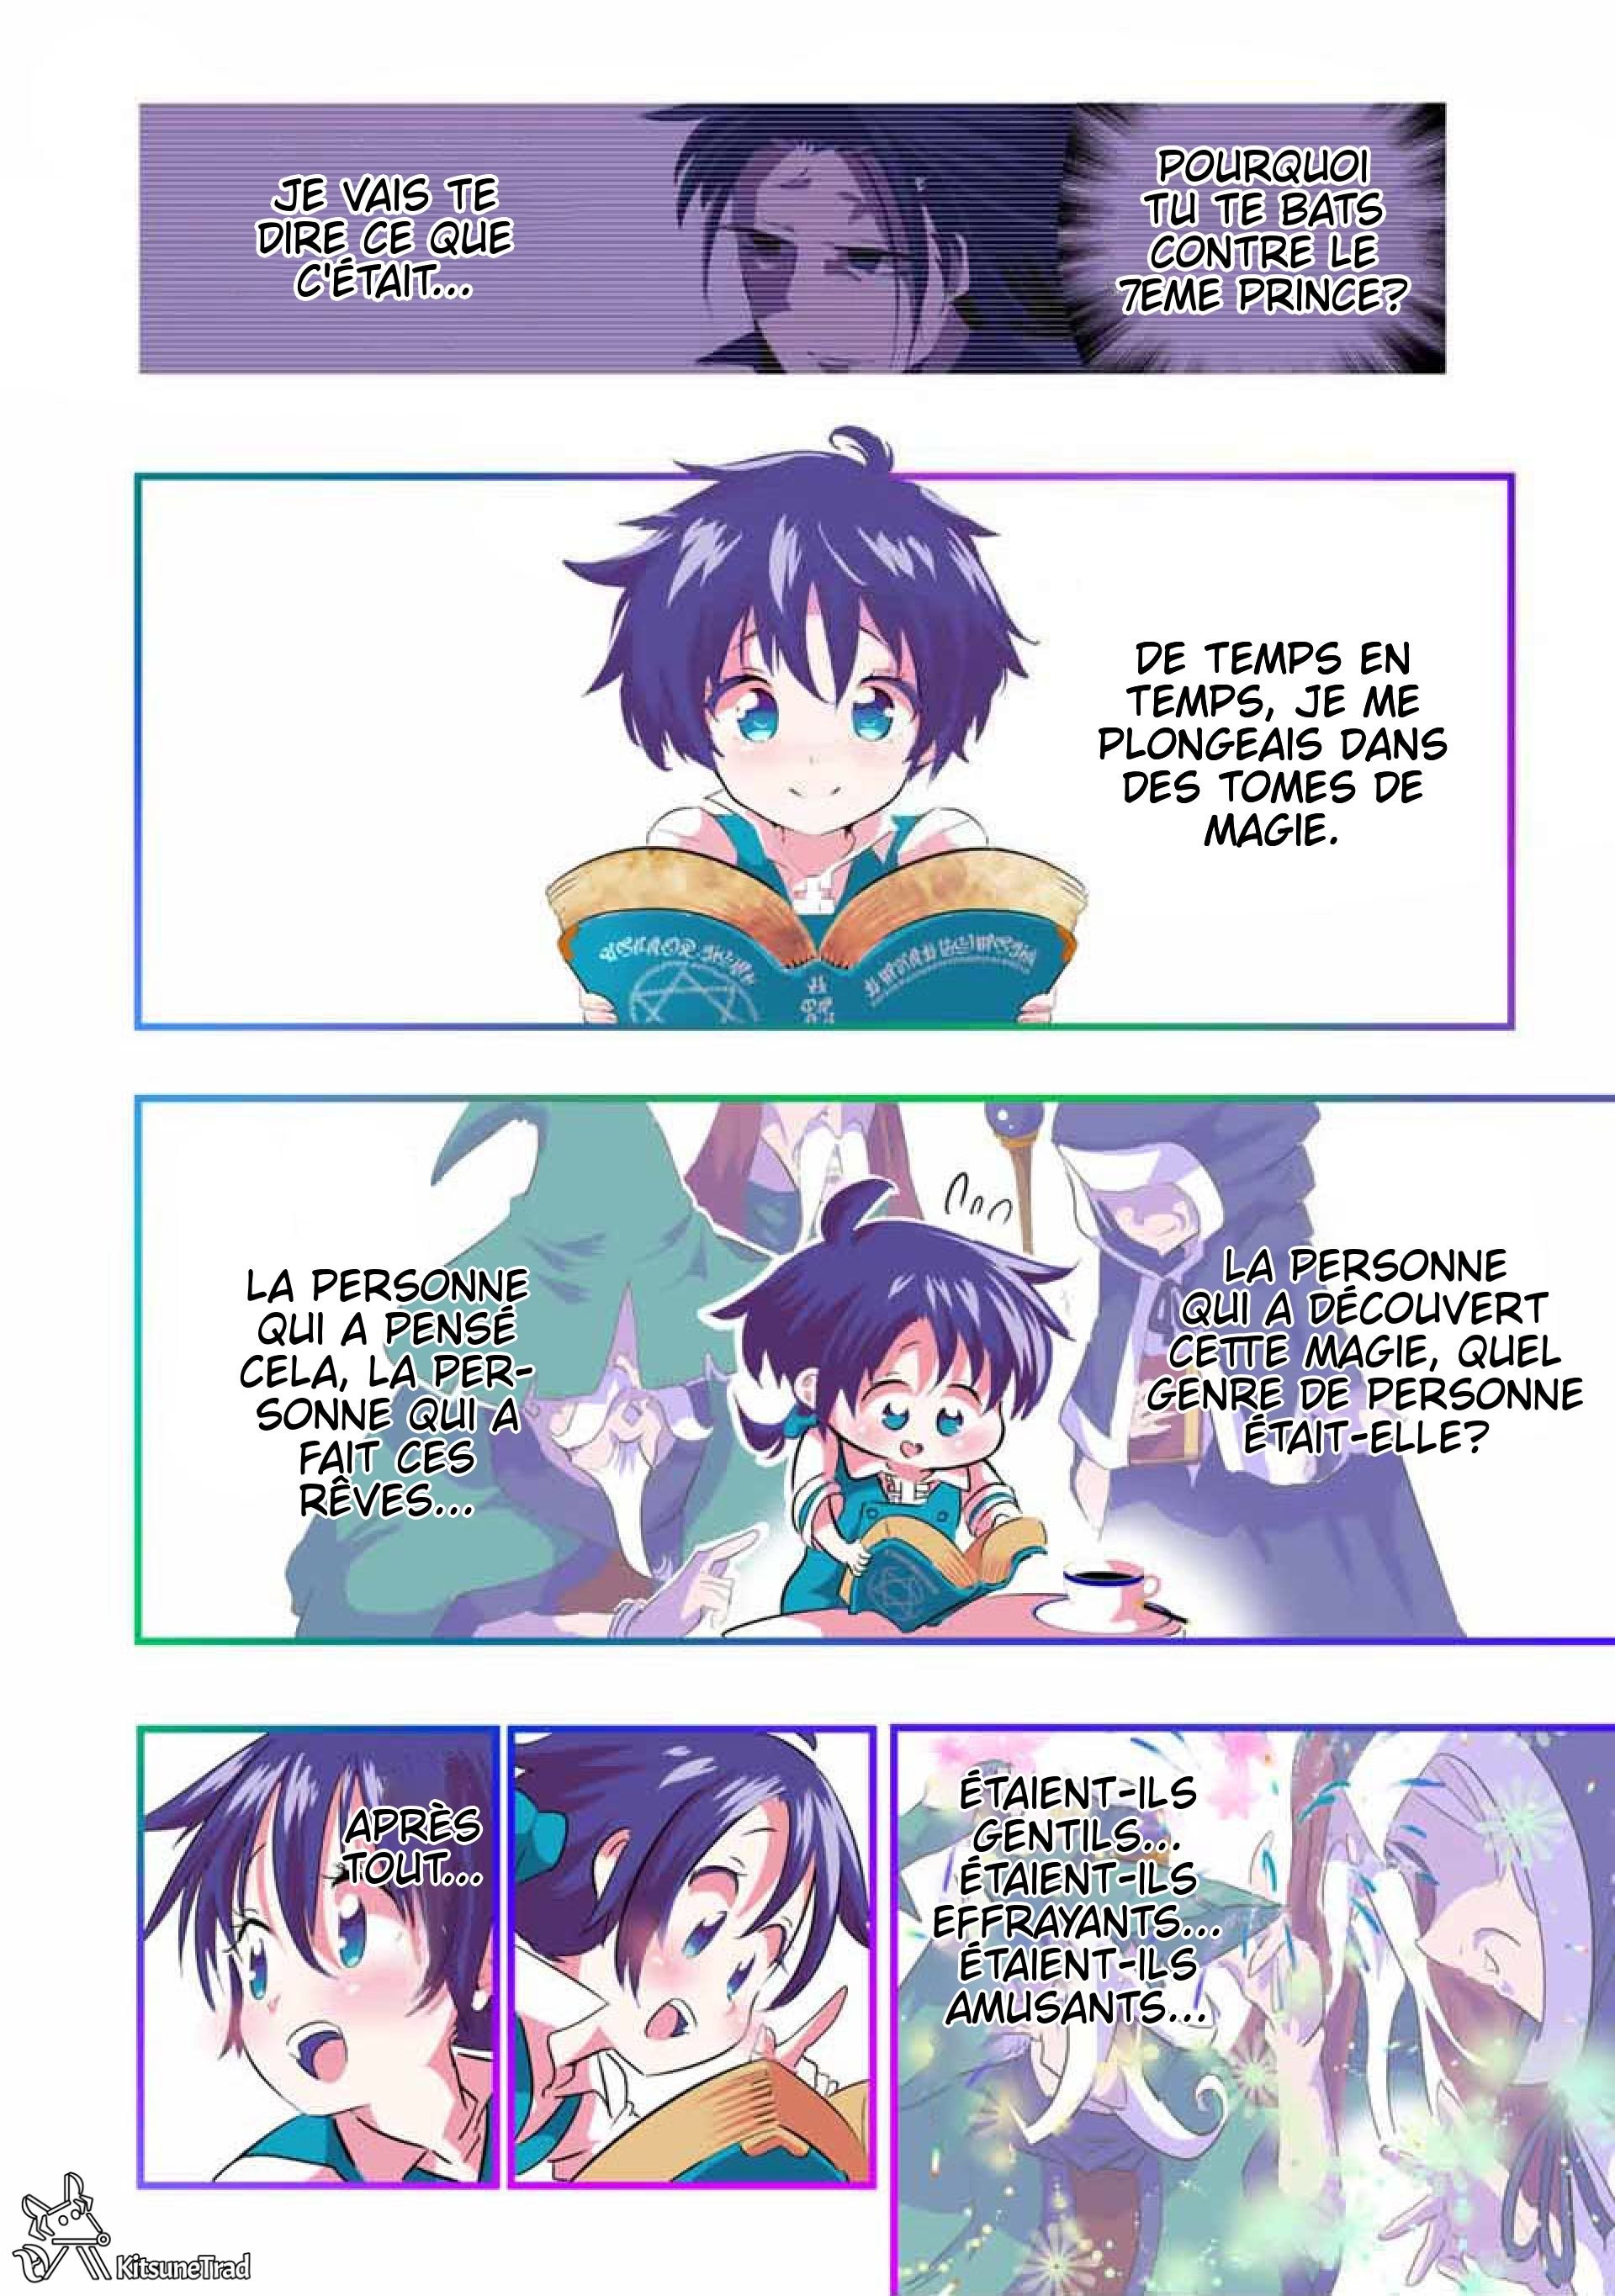 POURQUOI
TU TE BATS
CONTRE LE
7EME PRINCE?
JE VAIS TE
DIRE CE QUE
C'ÉTAIT...
DE TEMPS EN
TEMPS, JE ME
PLONGEAIS DANS
DES TOMES DE
MAGIE.
LA PERSONNE
QUI A DÉCOUVERT
CETTE MAGIE, QUEL
GENRE DE PERSONNE
ÉTAIT-ELLE?
LA PERSONNE
QUI A PENSÉ
CELA, LA PER-
SONNE QUI A
FAIT CES
RÊVES...
ÉTAIENT-ILS
GENTILS...
ÉTAIENT-ILS
EFFRAYANTS...
ÉTAIENT-ILS
AMUSANTS...
APRÈS
TOUT...
KitsuneTrad